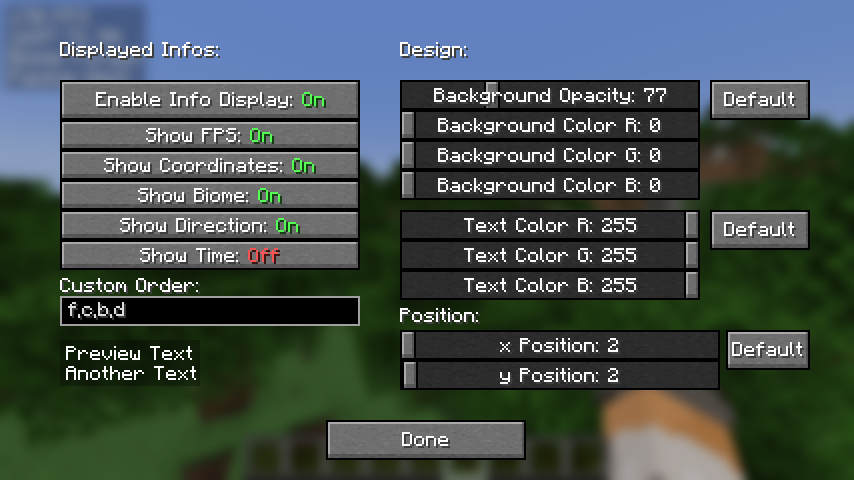 Displayed Infos:
Enable Info Display: On
Show FPS: On
Show Coordinates: On
Show Biome: On
Show Direction: On
Show Time: Off
Custom Order:
f,c,b,d
Preview Text
Another Text
Design:
Background Opacity: 77
Default
Background Color R: 0
Background Color G: 0
Background Color B: 0
Text Color R: 255
Default
Text Color G: 255
Text Color B: 255
Position:
x Position: 2
Default
y Position: 2
Done